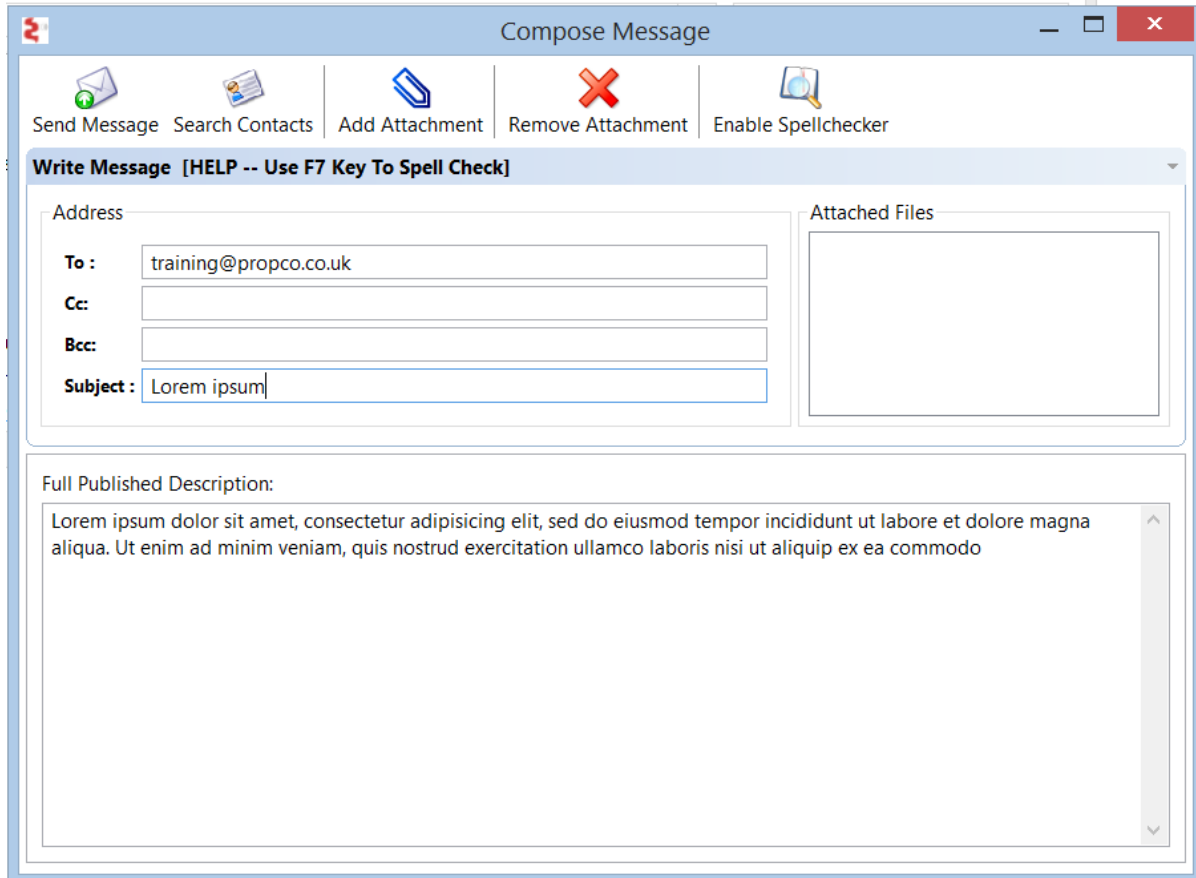 Compose Message
Send Message Search Contacts Add Attachment Remove Attachment Enable Spellchecker
Write Message [HELP -- Use F7 Key To Spell Check]
Address
Attached Files
To : training@propco.co.uk
Cc:
Bcc:
Subject : Lorem ipsum
Full Published Description:
Lorem ipsum dolor sit amet, consectetur adipisicing elit, sed do eiusmod tempor incididunt ut labore et dolore magna
aliqua. Ut enim ad minim veniam, quis nostrud exercitation ullamco laboris nisi ut aliquip ex ea commodo